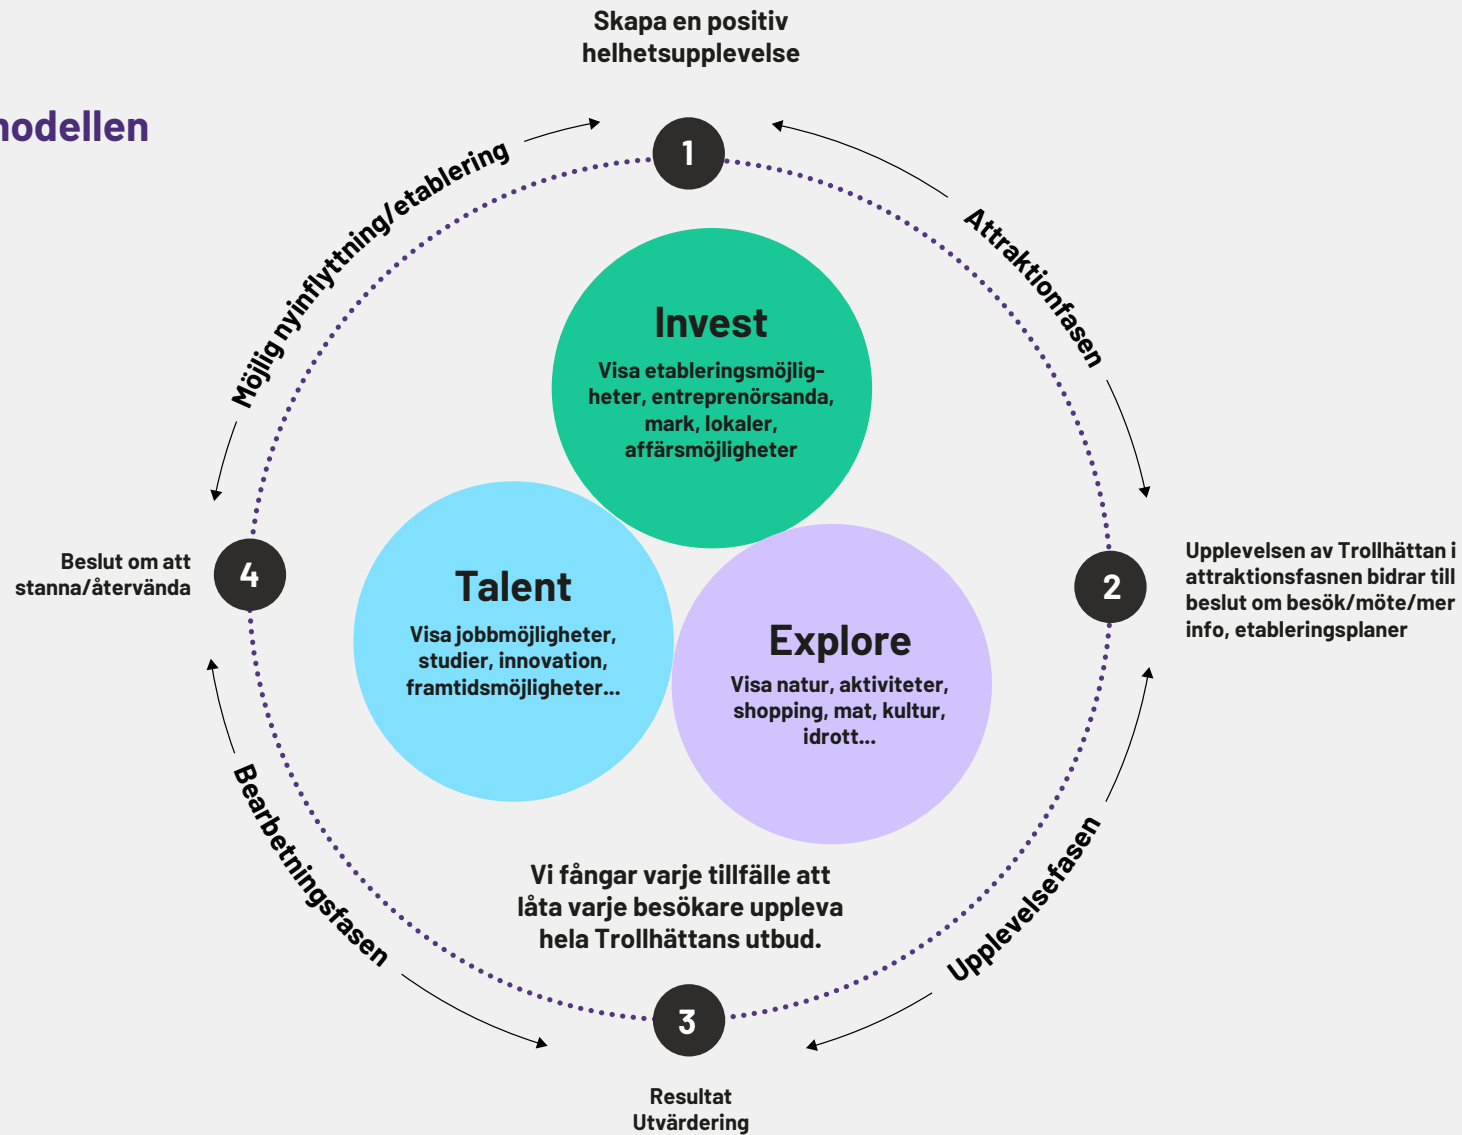 Skapa en positiv
helhetsupplevelse
modellen
1
Möjlig nyinflyttning/etablering
Attraktionfasen
Invest
Visa etableringsmöjlig-
heter, entreprenörsanda,
mark, lokaler,
affärsmöjligheter
Beslut om att
stanna/återvända
4
Talent
Visa jobbmöjligheter,
studier, innovation,
framtidsmöjligheter...
Explore
Visa natur, aktiviteter,
shopping, mat, kultur,
idrott...
2
Upplevelsen av Trollhättan i
attraktionsfasnen bidrar till
beslut om besök/möte/mer
info, etableringsplaner
Bearbetningsfasen
Upplevelsefasen
Vi fångar varje tillfälle att
låta varje besökare uppleva
hela Trollhättans utbud.
3
Resultat
Utvärdering